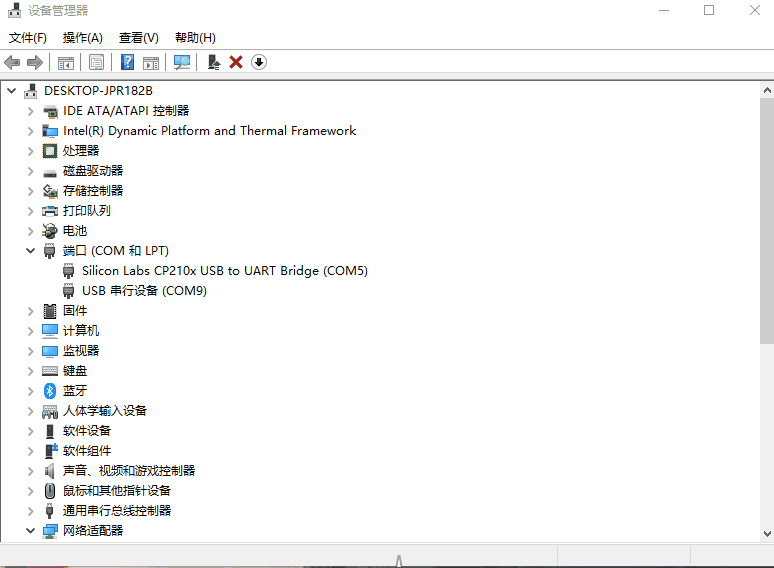 设备管理器
文件(F) 操作(A) 查看(V) 帮助(H)
DESKTOP-JPR182B
IDE ATA/ATAPI 控制器
Intel(R) Dynamic Platform and Thermal Framework
处理器
磁盘驱动器
存储控制器
打印队列
电池
端口 (COM 和 LPT)
Silicon Labs CP210x USB to UART Bridge (COM5)
USB 串行设备 (COM9)
固件
计算机
监视器
键盘
蓝牙
人体学输入设备
软件设备
软件组件
声音、视频和游戏控制器
鼠标和其他指针设备
通用串行总线控制器
网络适配器